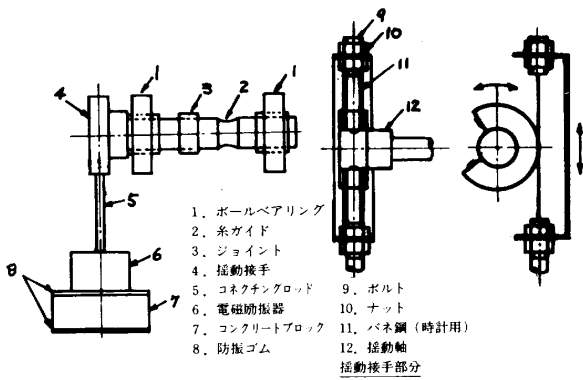 1
3
2
1
4
5
6
8
7
9
10
11
12
1. ボールベアリング
2. 糸ガイド
3. ジョイント
4. 揺動接手
5. コネクチングロッド
6. 電磁励振器
7. コンクリートブロック
8. 防振ゴム
9. ボルト
10. ナット
11. バネ鋼(時計用)
12. 揺動軸
揺動接手部分